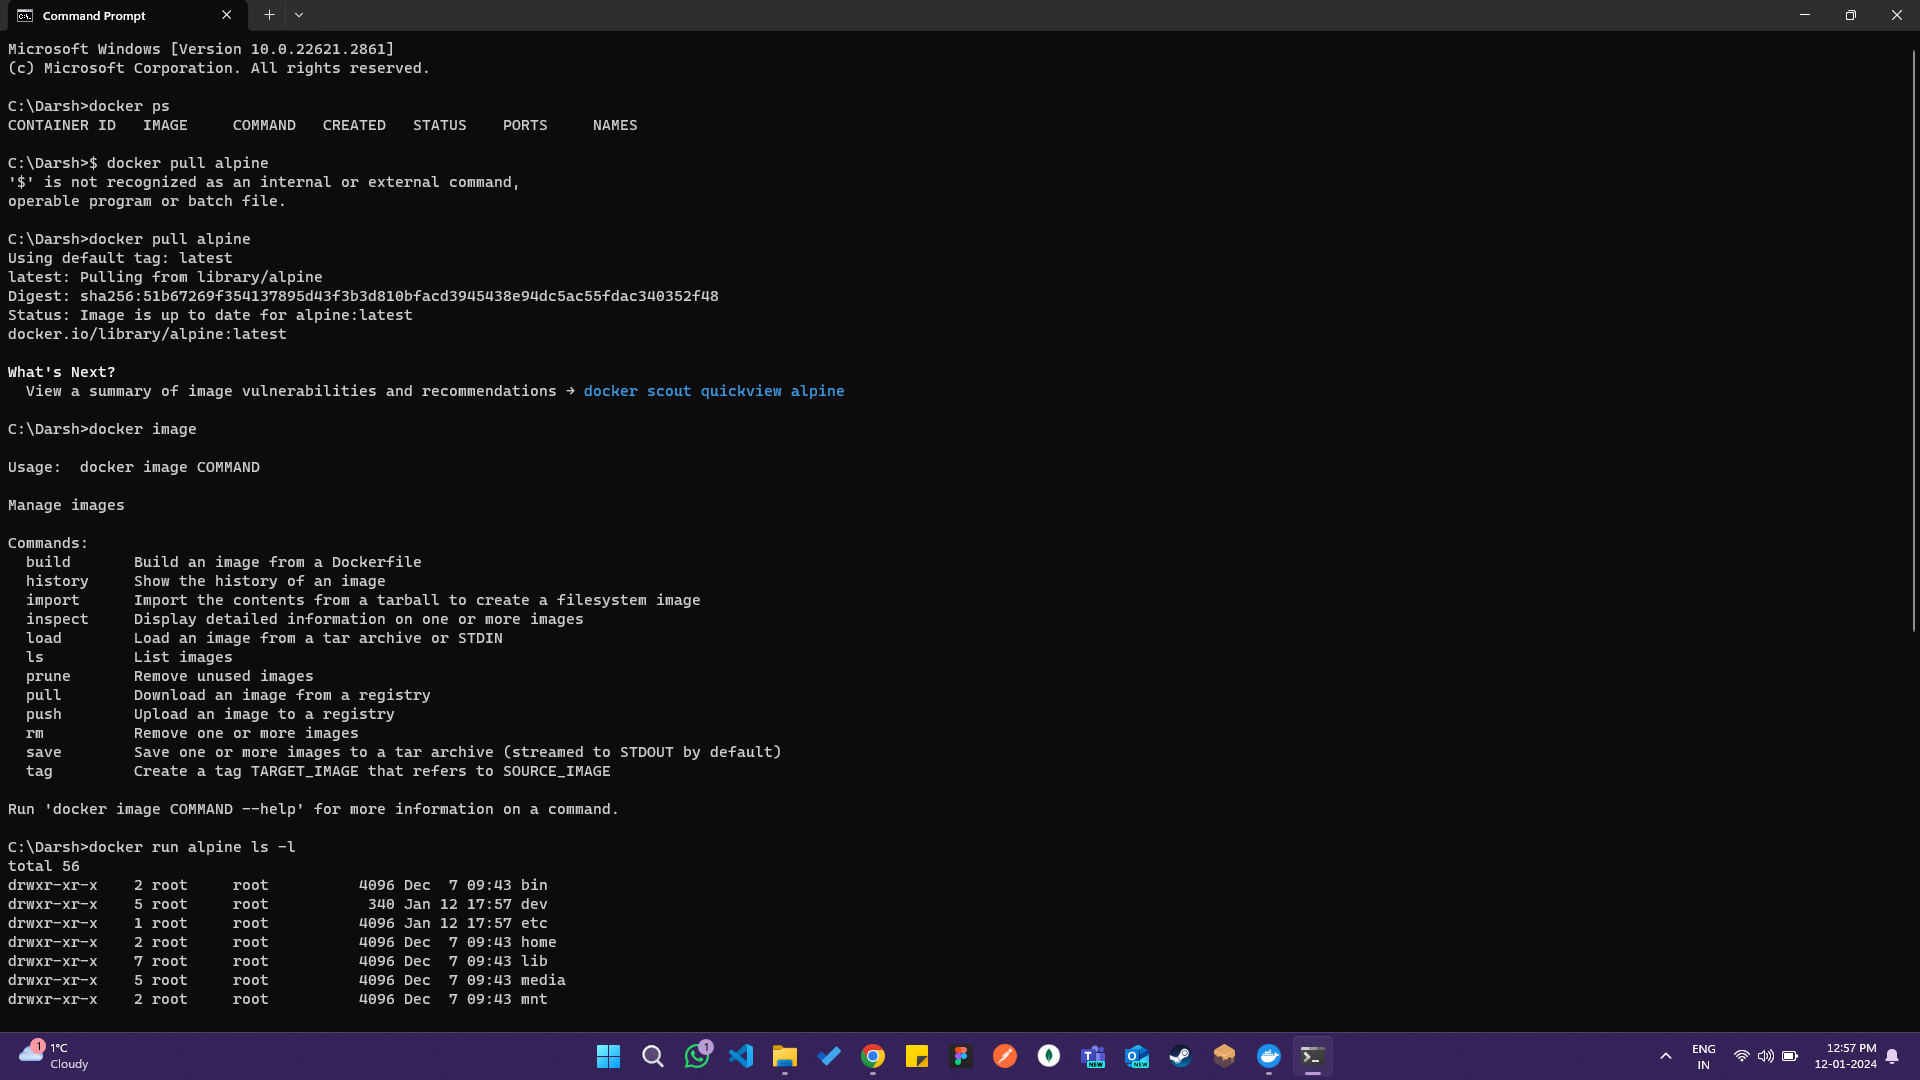 Command Prompt
Microsoft Windows [Version 10.0.22621.2861]
(c) Microsoft Corporation. All rights reserved.
C:\Darsh>docker ps
CONTAINER ID   IMAGE     COMMAND   CREATED   STATUS    PORTS     NAMES
C:\Darsh>$ docker pull alpine
'$' is not recognized as an internal or external command,
operable program or batch file.
C:\Darsh>docker pull alpine
Using default tag: latest
latest: Pulling from library/alpine
Digest: sha256:51b67269f354137895d43f3b3d810bfacd3945438e94dc5ac55fdac340352f48
Status: Image is up to date for alpine:latest
docker.io/library/alpine:latest
What's Next?
  View a summary of image vulnerabilities and recommendations → docker scout quickview alpine
C:\Darsh>docker image
Usage:  docker image COMMAND
Manage images
Commands:
  build       Build an image from a Dockerfile
  history     Show the history of an image
  import      Import the contents from a tarball to create a filesystem image
  inspect     Display detailed information on one or more images
  load        Load an image from a tar archive or STDIN
  ls          List images
  prune       Remove unused images
  pull        Download an image from a registry
  push        Upload an image to a registry
  rm          Remove one or more images
  save        Save one or more images to a tar archive (streamed to STDOUT by default)
  tag         Create a tag TARGET_IMAGE that refers to SOURCE_IMAGE
Run 'docker image COMMAND --help' for more information on a command.
C:\Darsh>docker run alpine ls -l
total 56
drwxr-xr-x    2 root     root          4096 Dec  7 09:43 bin
drwxr-xr-x    5 root     root           340 Jan 12 17:57 dev
drwxr-xr-x    1 root     root          4096 Jan 12 17:57 etc
drwxr-xr-x    2 root     root          4096 Dec  7 09:43 home
drwxr-xr-x    7 root     root          4096 Dec  7 09:43 lib
drwxr-xr-x    5 root     root          4096 Dec  7 09:43 media
drwxr-xr-x    2 root     root          4096 Dec  7 09:43 mnt
1
1°C
Cloudy
1
NEW
NEW
ENG
IN
12:57 PM
12-01-2024